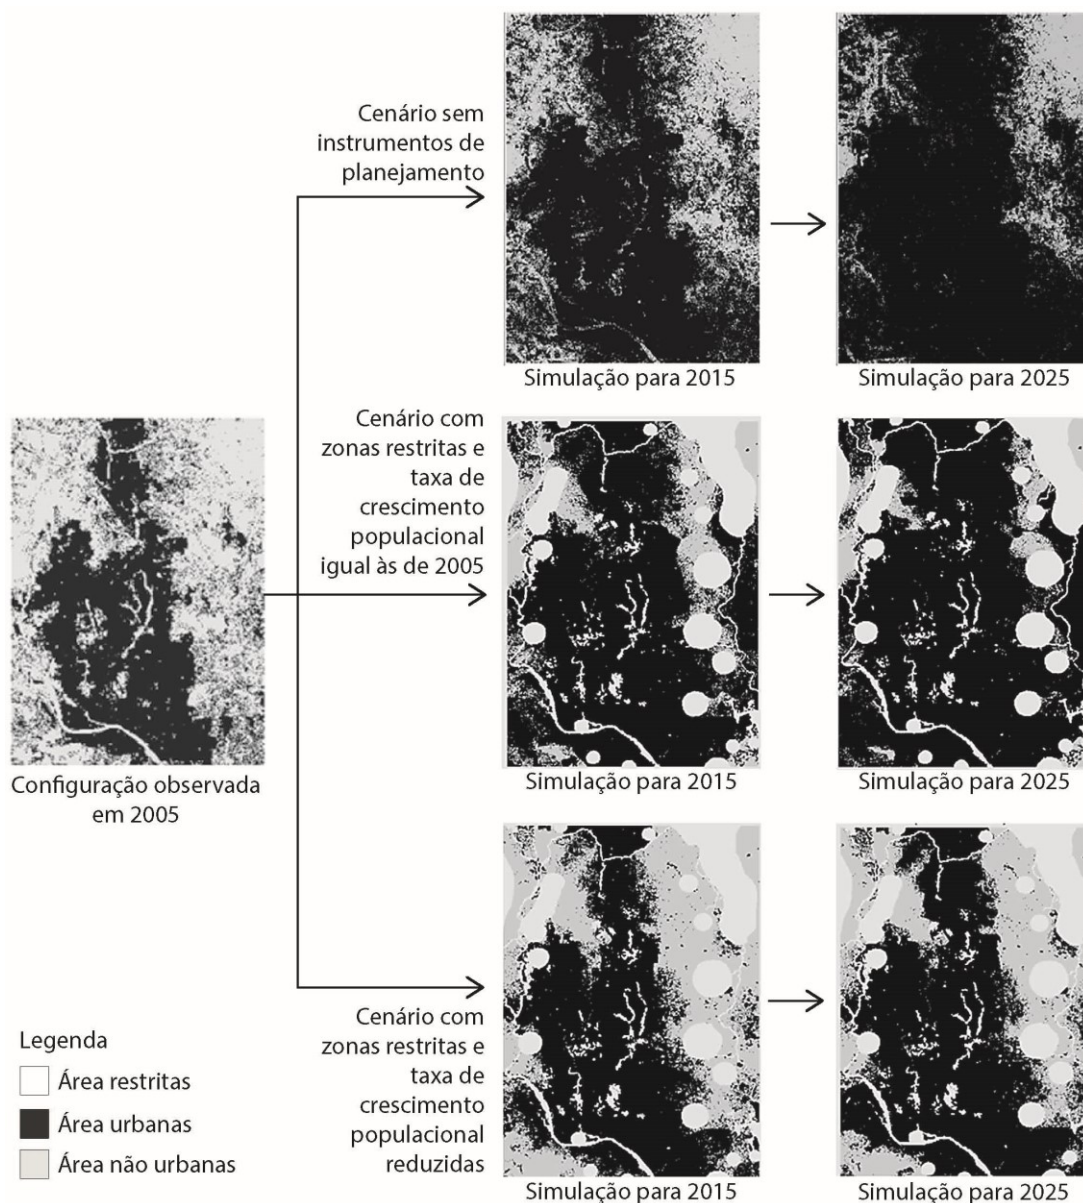 Cenário sem
instrumentos de
planejamento
Simulação para 2015
Simulação para 2025
Cenário com
zonas restritas e
taxa de
crescimento
populacional
igual às de 2005
Configuração observada
em 2005
Simulação para 2015
Simulação para 2025
Cenário com
zonas restritas e
taxa de
crescimento
populacional
reduzidas
Simulação para 2015
Simulação para 2025
Legenda
Área restritas
Área urbanas
Área não urbanas